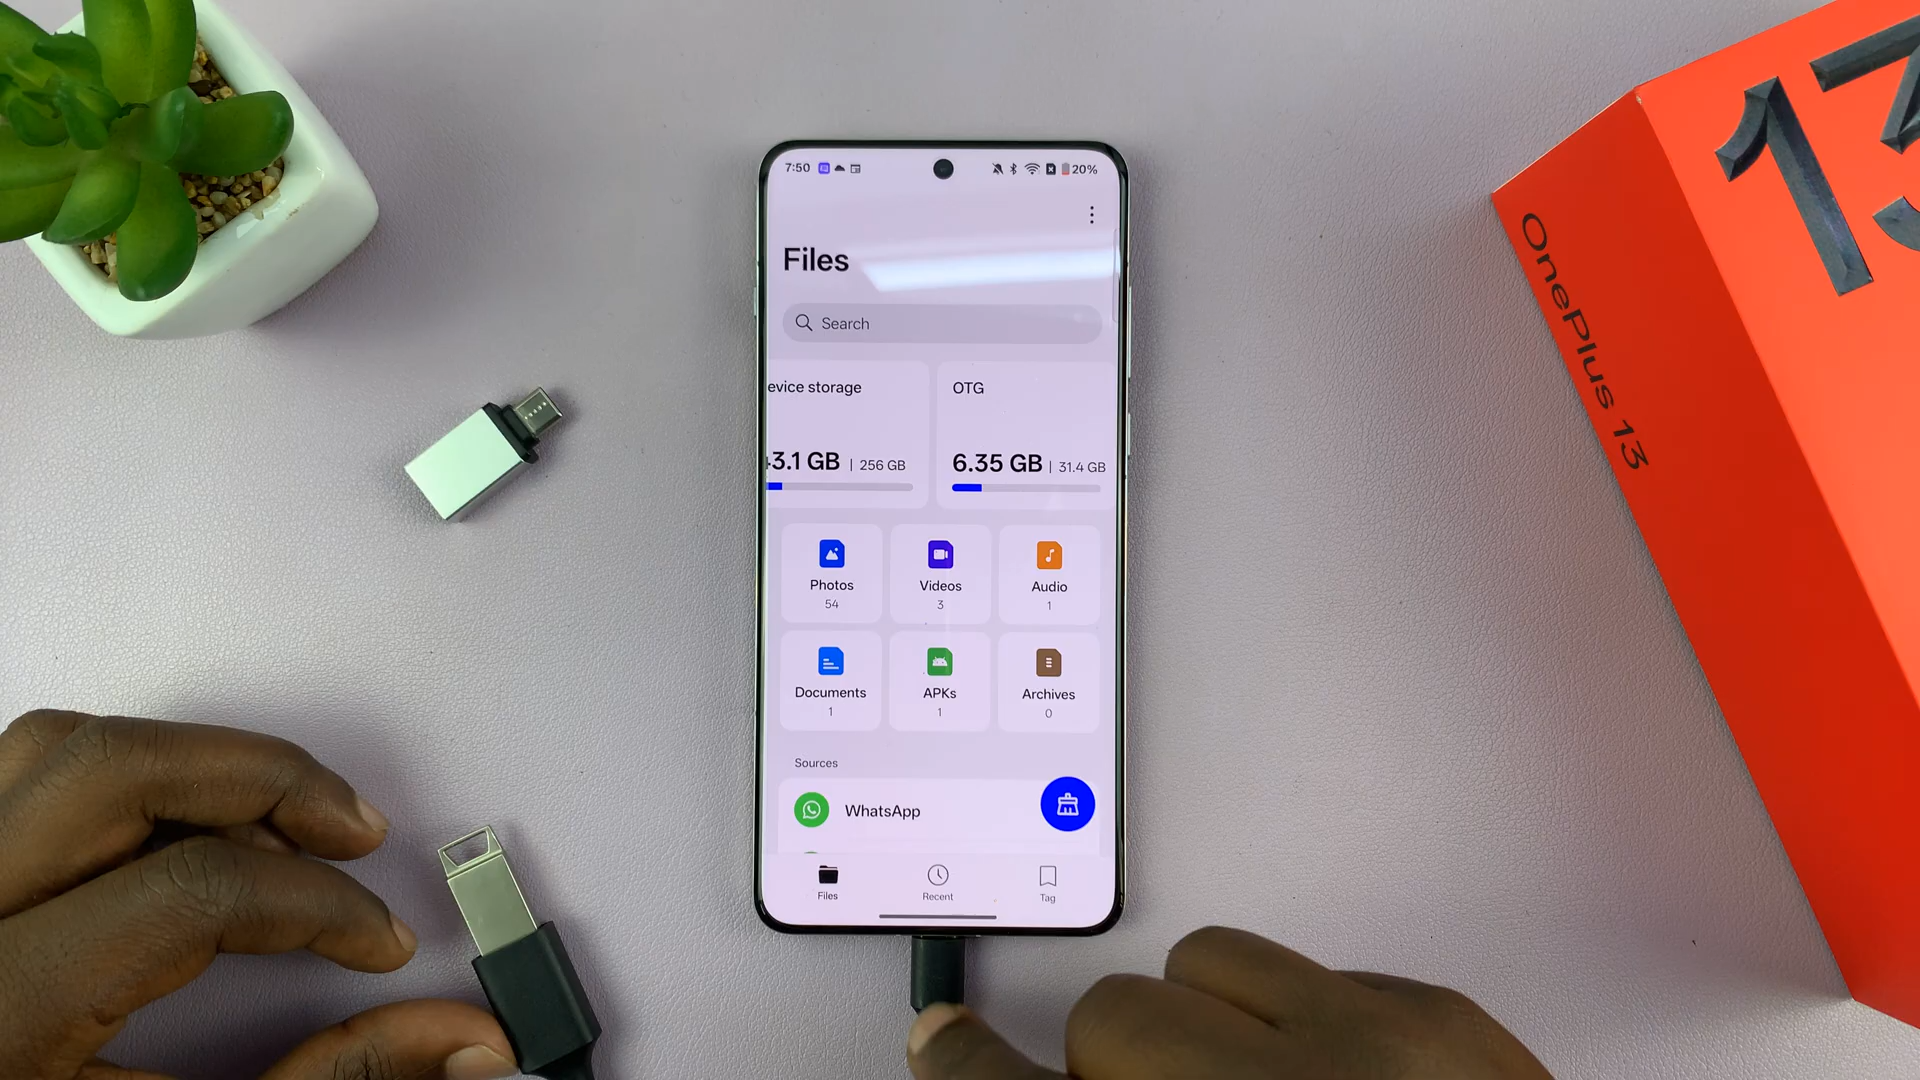 7:50
20%
Files
Search
evice storage
OTG
3.1 GB | 256 GB
6.35 GB | 31.4 GB
Photos
54
Videos
3
Audio
1
Documents
1
APKs
1
Archives
0
Sources
WhatsApp
Files
Recent
Tag
13
OnePlus 13